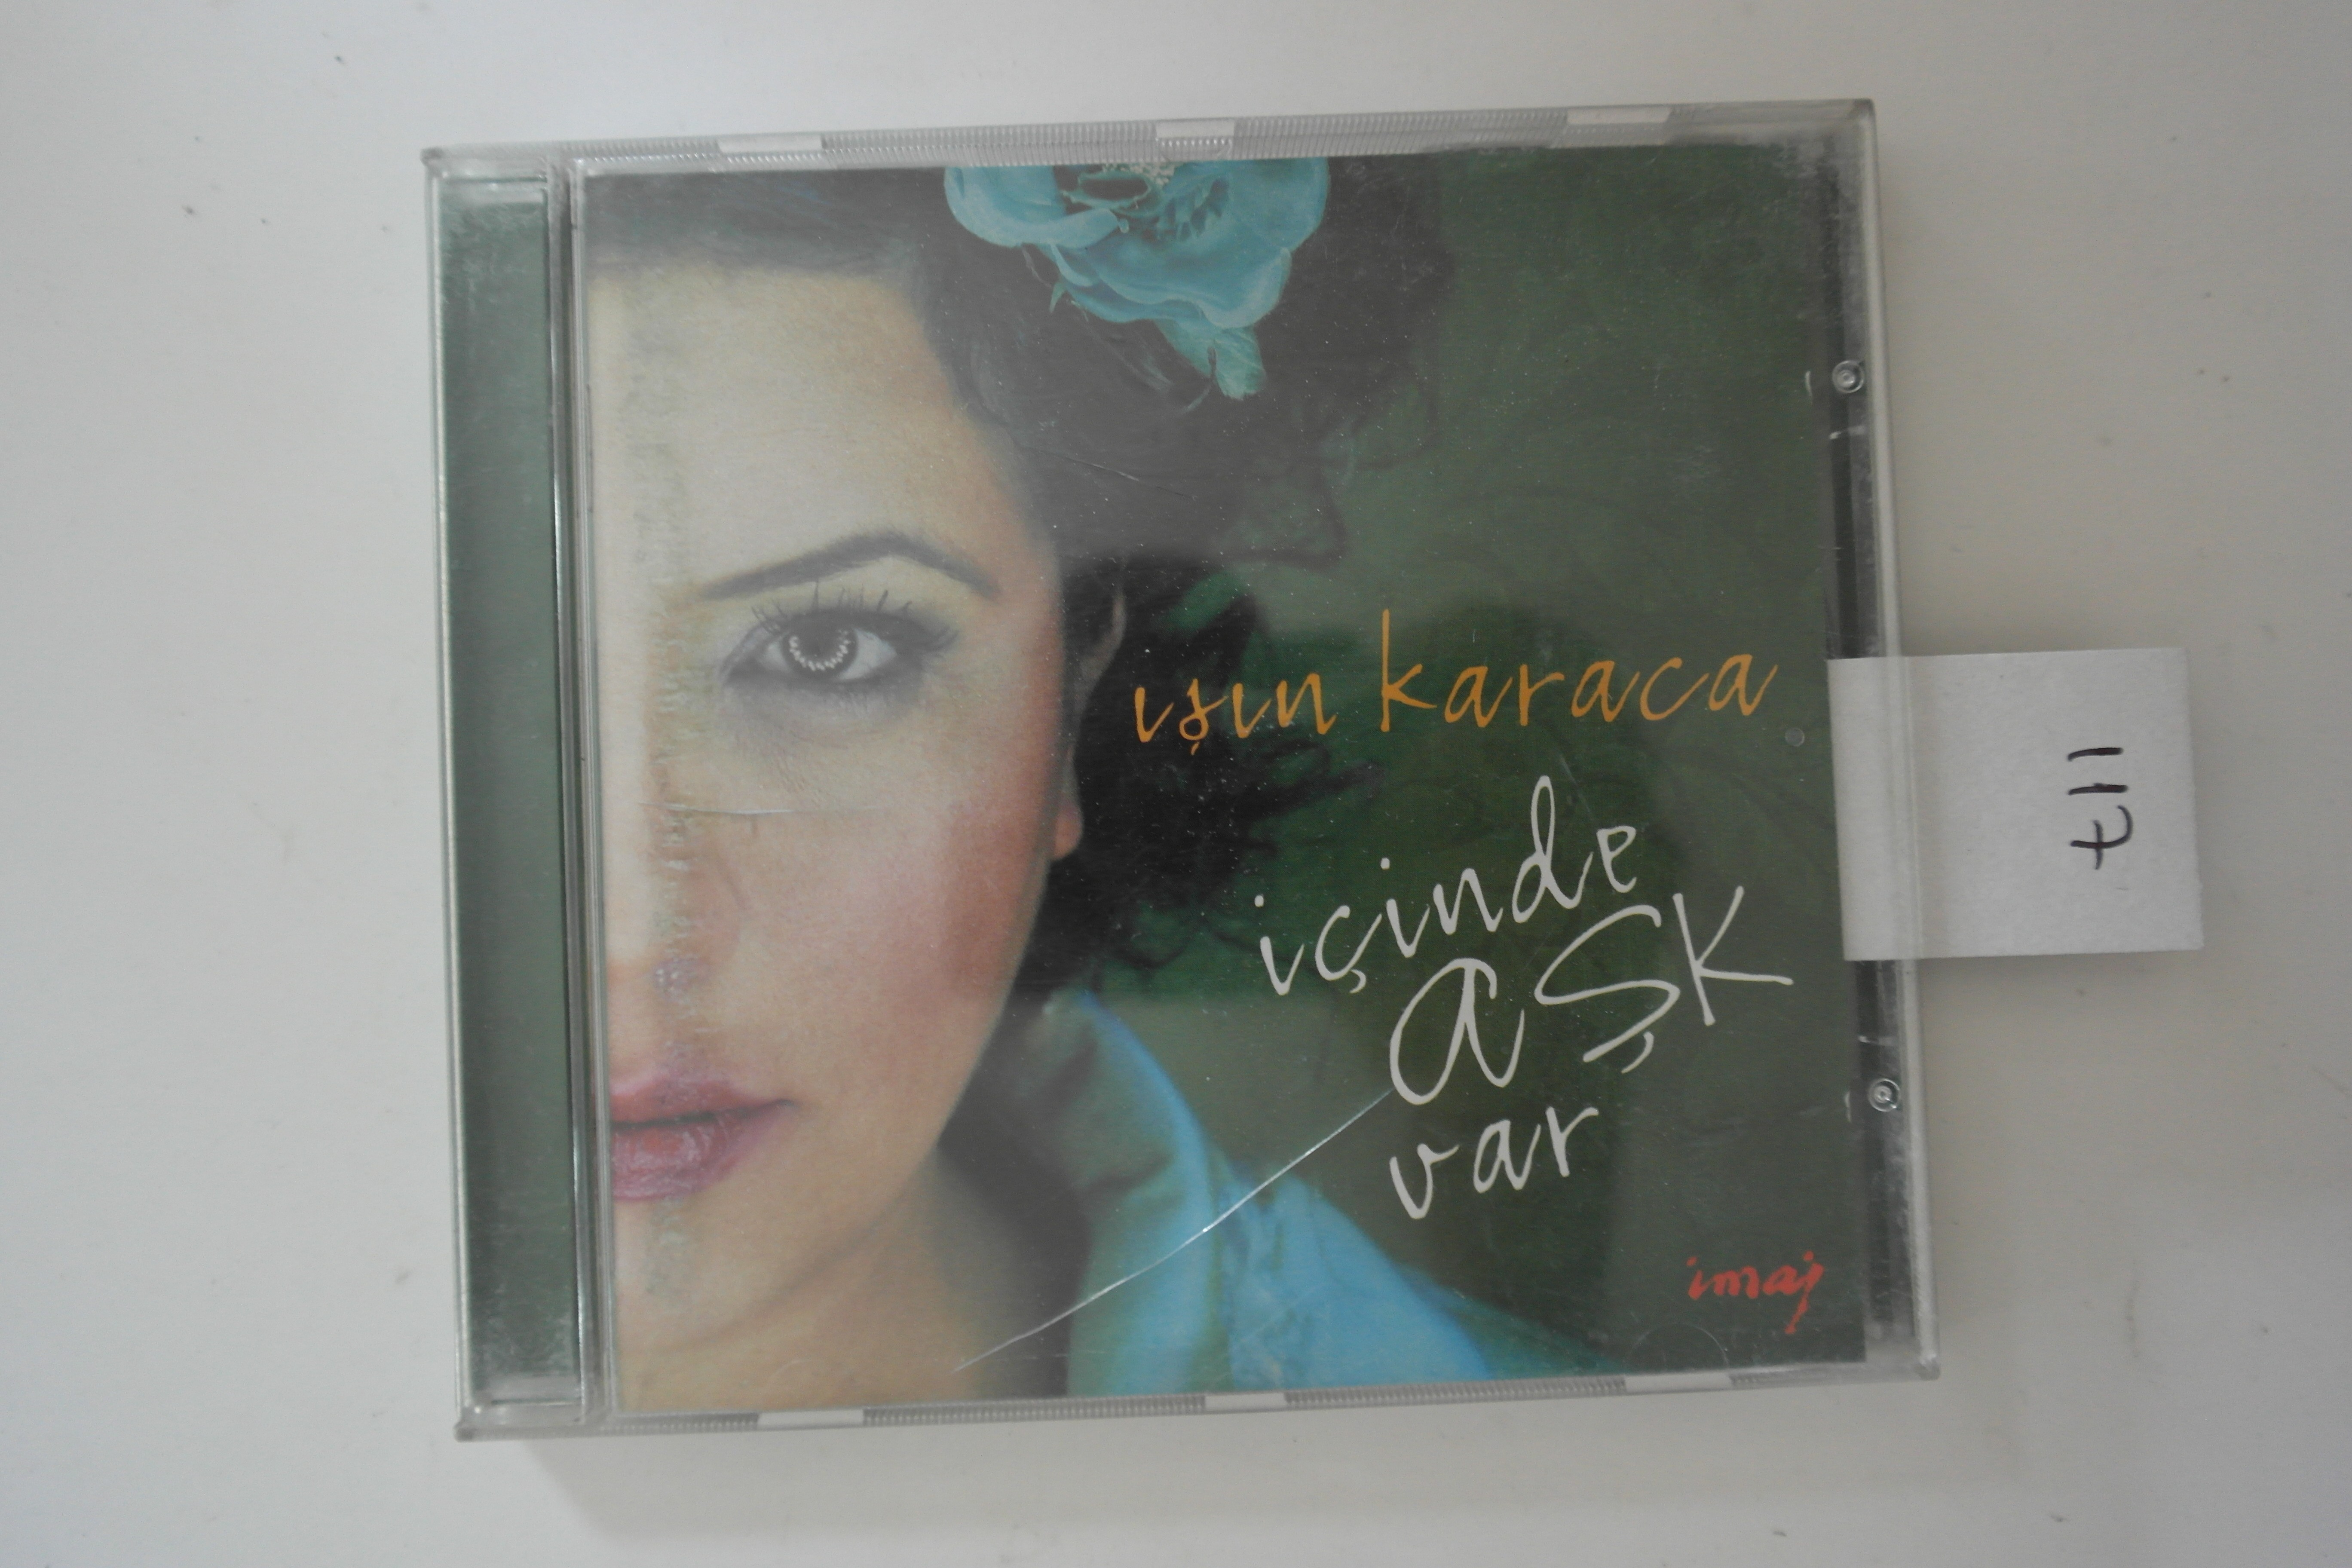 ışın karaca
içinde
aşk
var
imaj
117